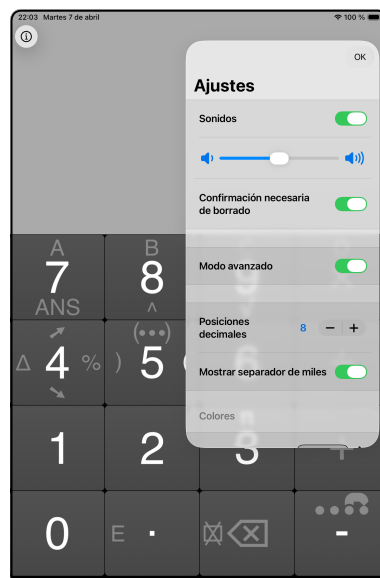 22:03 Martes 7 de abril
100 %
OK
Ajustes
Sonidos
Confirmación necesaria
de borrado
Modo avanzado
Posiciones
decimales
8 − +
Mostrar separador de miles
Colores
A
7
ANS
B
8
^
Δ 4 %
(•••)
) 5 (
1
2
3
+
0
E .
-